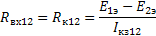 Rвх12 = Rк12 = (E1э − E2э) / Iкз12